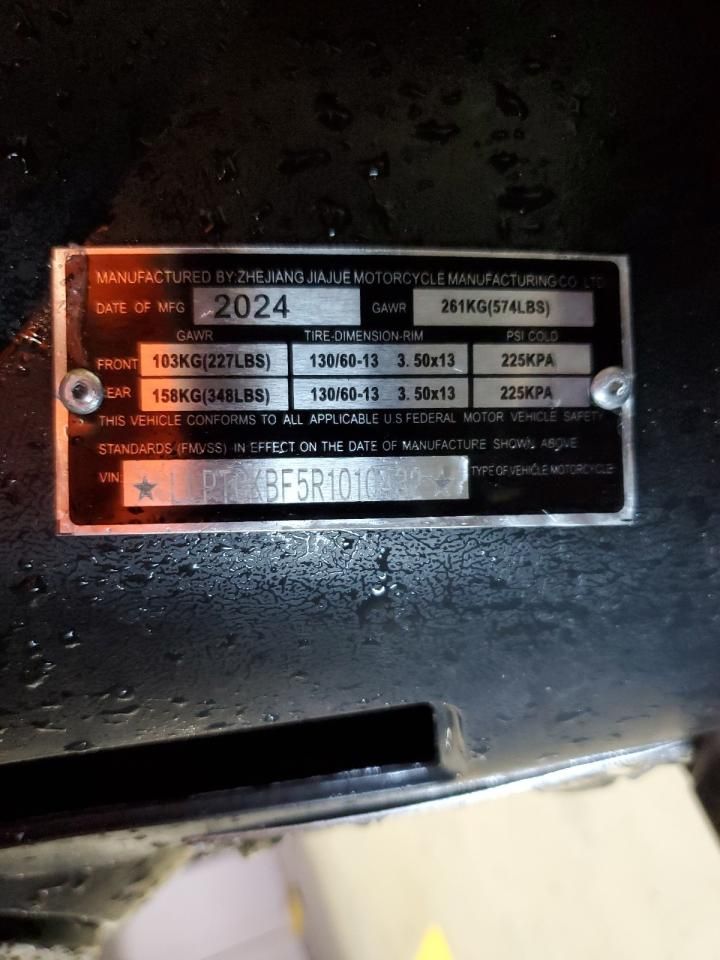 MANUFACTURED BY:ZHEJIANG JIAJUE MOTORCYCLE MANUFACTURING CO. LTD
DATE OF MFG 2024 GAWR 261KG(574LBS)
GAWR TIRE-DIMENSION-RIM PSI COLD
FRONT 103KG(227LBS) 130/60-13 3.50x13 225KPA
REAR 158KG(348LBS) 130/60-13 3.50x13 225KPA
THIS VEHICLE CONFORMS TO ALL APPLICABLE U.S FEDERAL MOTOR VEHICLE SAFETY
STANDARDS (FMVSS) IN EFFECT ON THE DATE OF MANUFACTURE SHOWN ABOVE
VIN: TYPE OF VEHICLE MOTORCYCLE